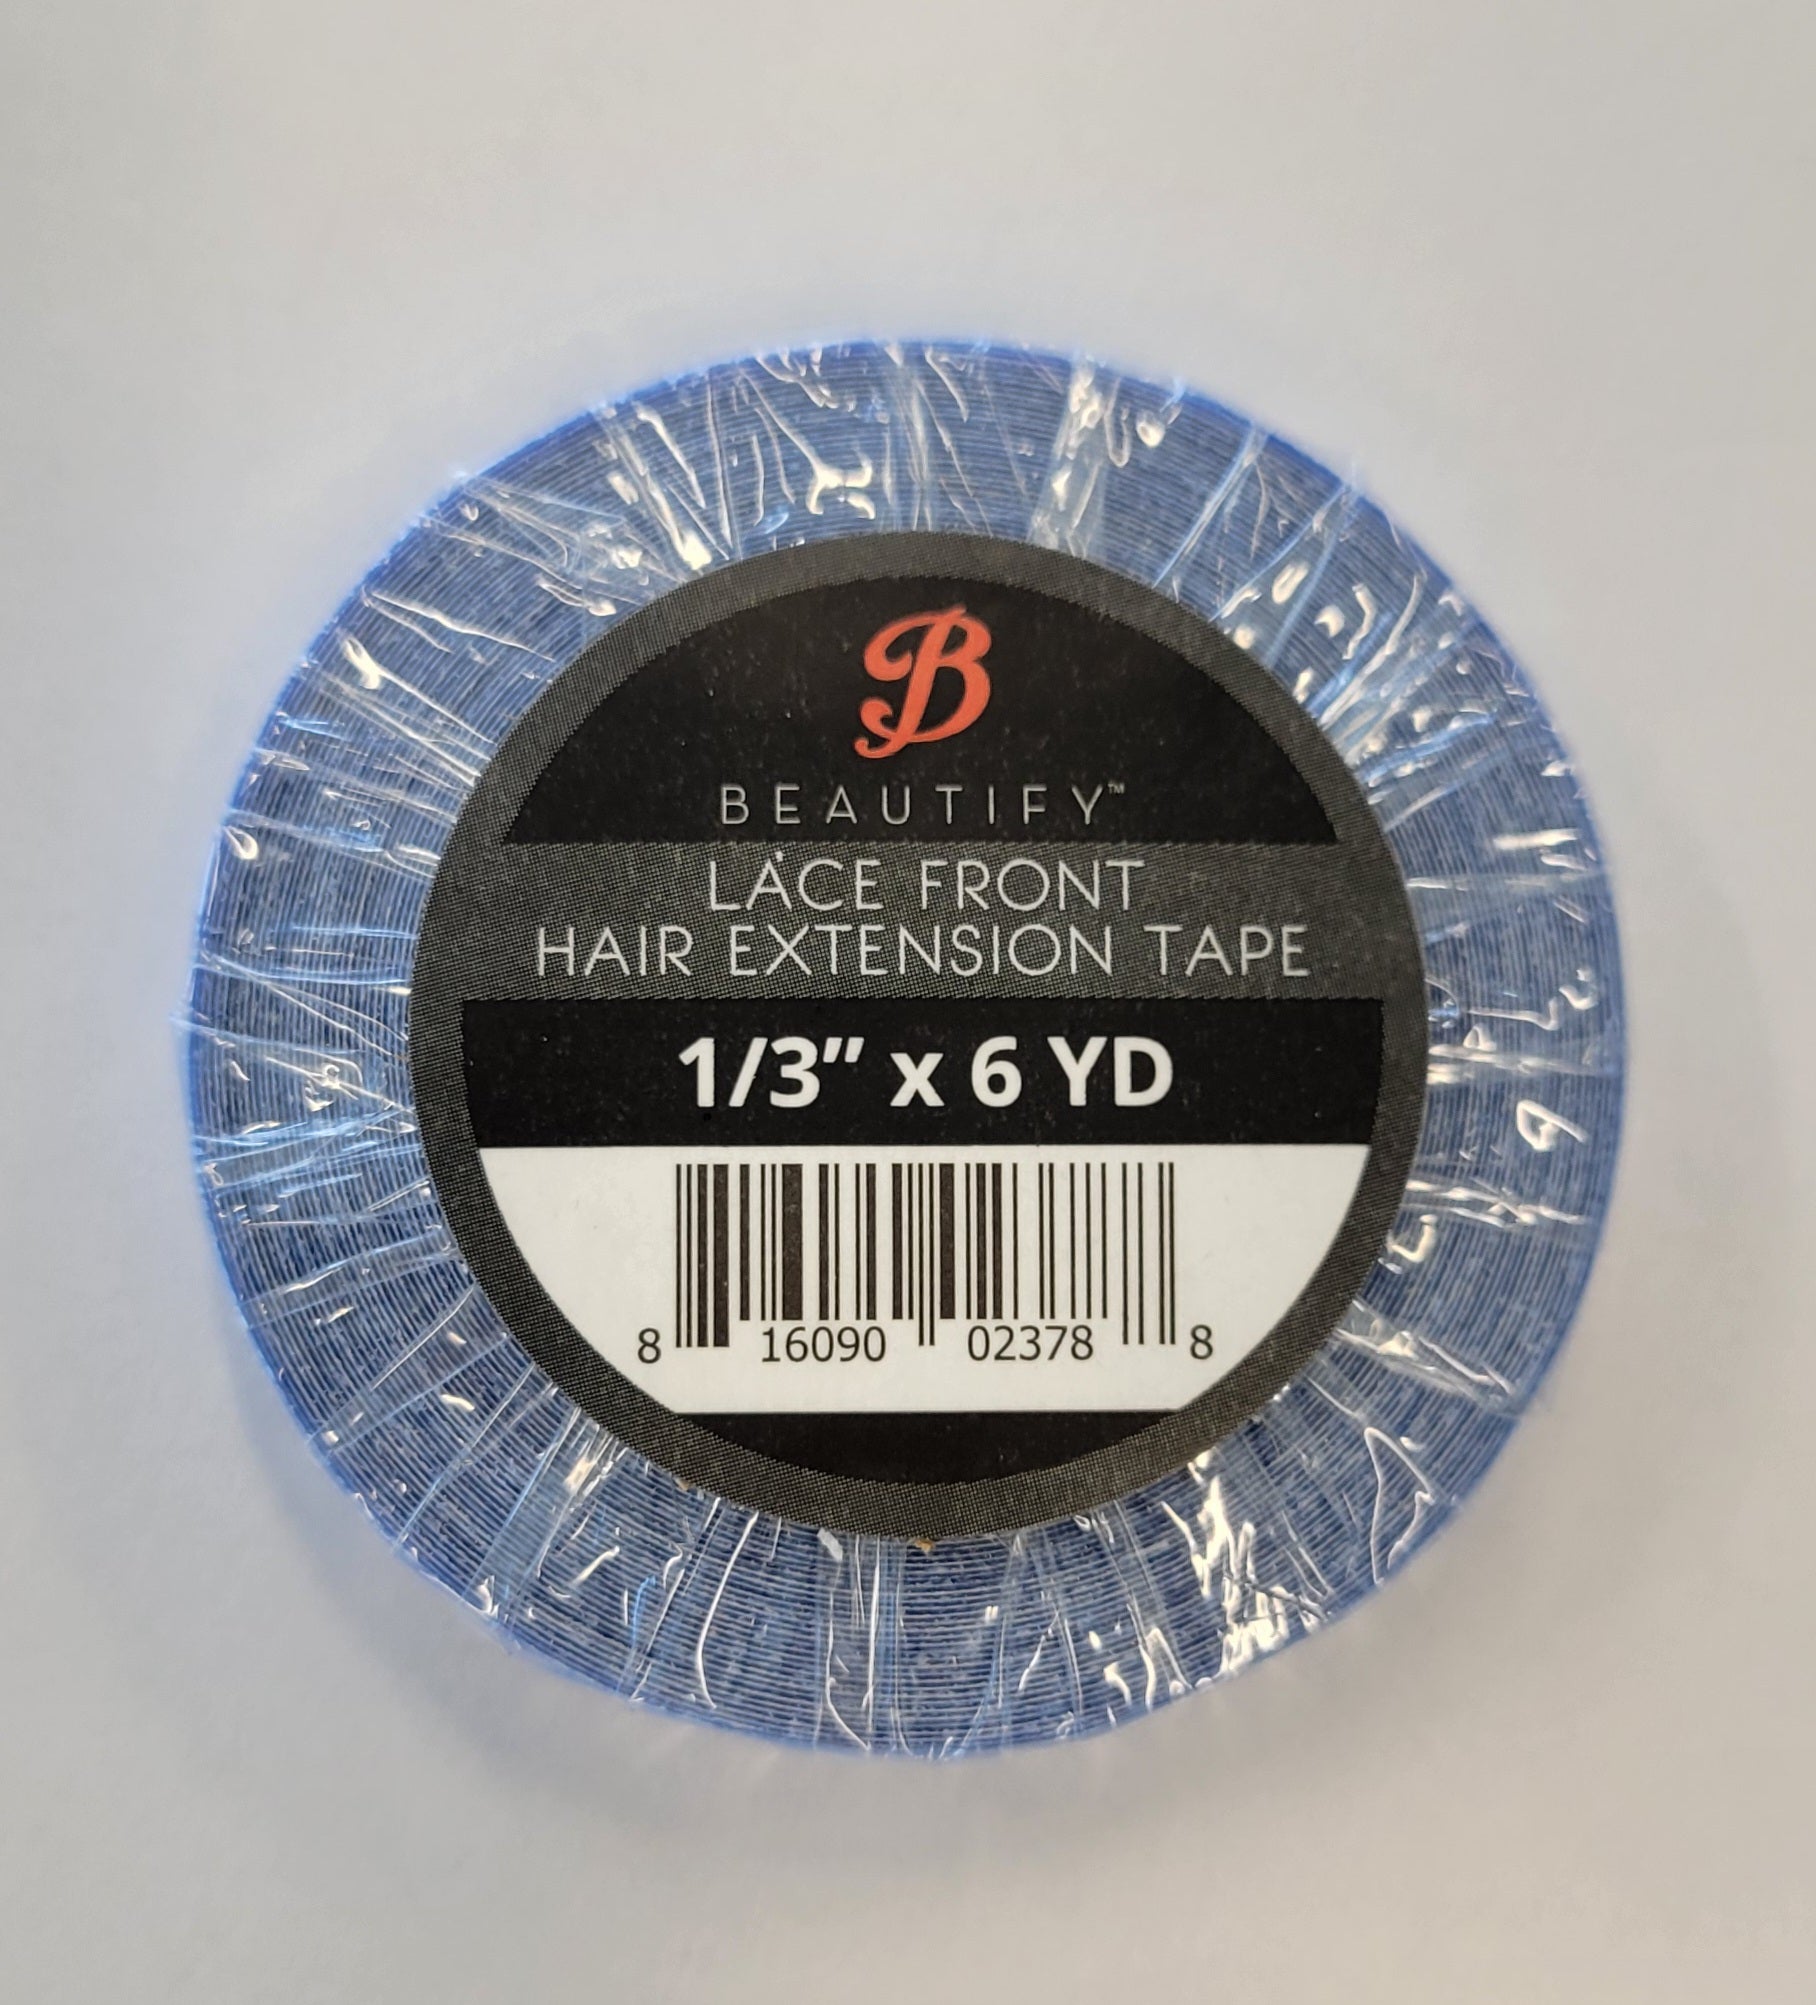 B
BEAUTIFY™
LACE FRONT
HAIR EXTENSION TAPE
1/3" x 6 YD
8 16090 02378 8